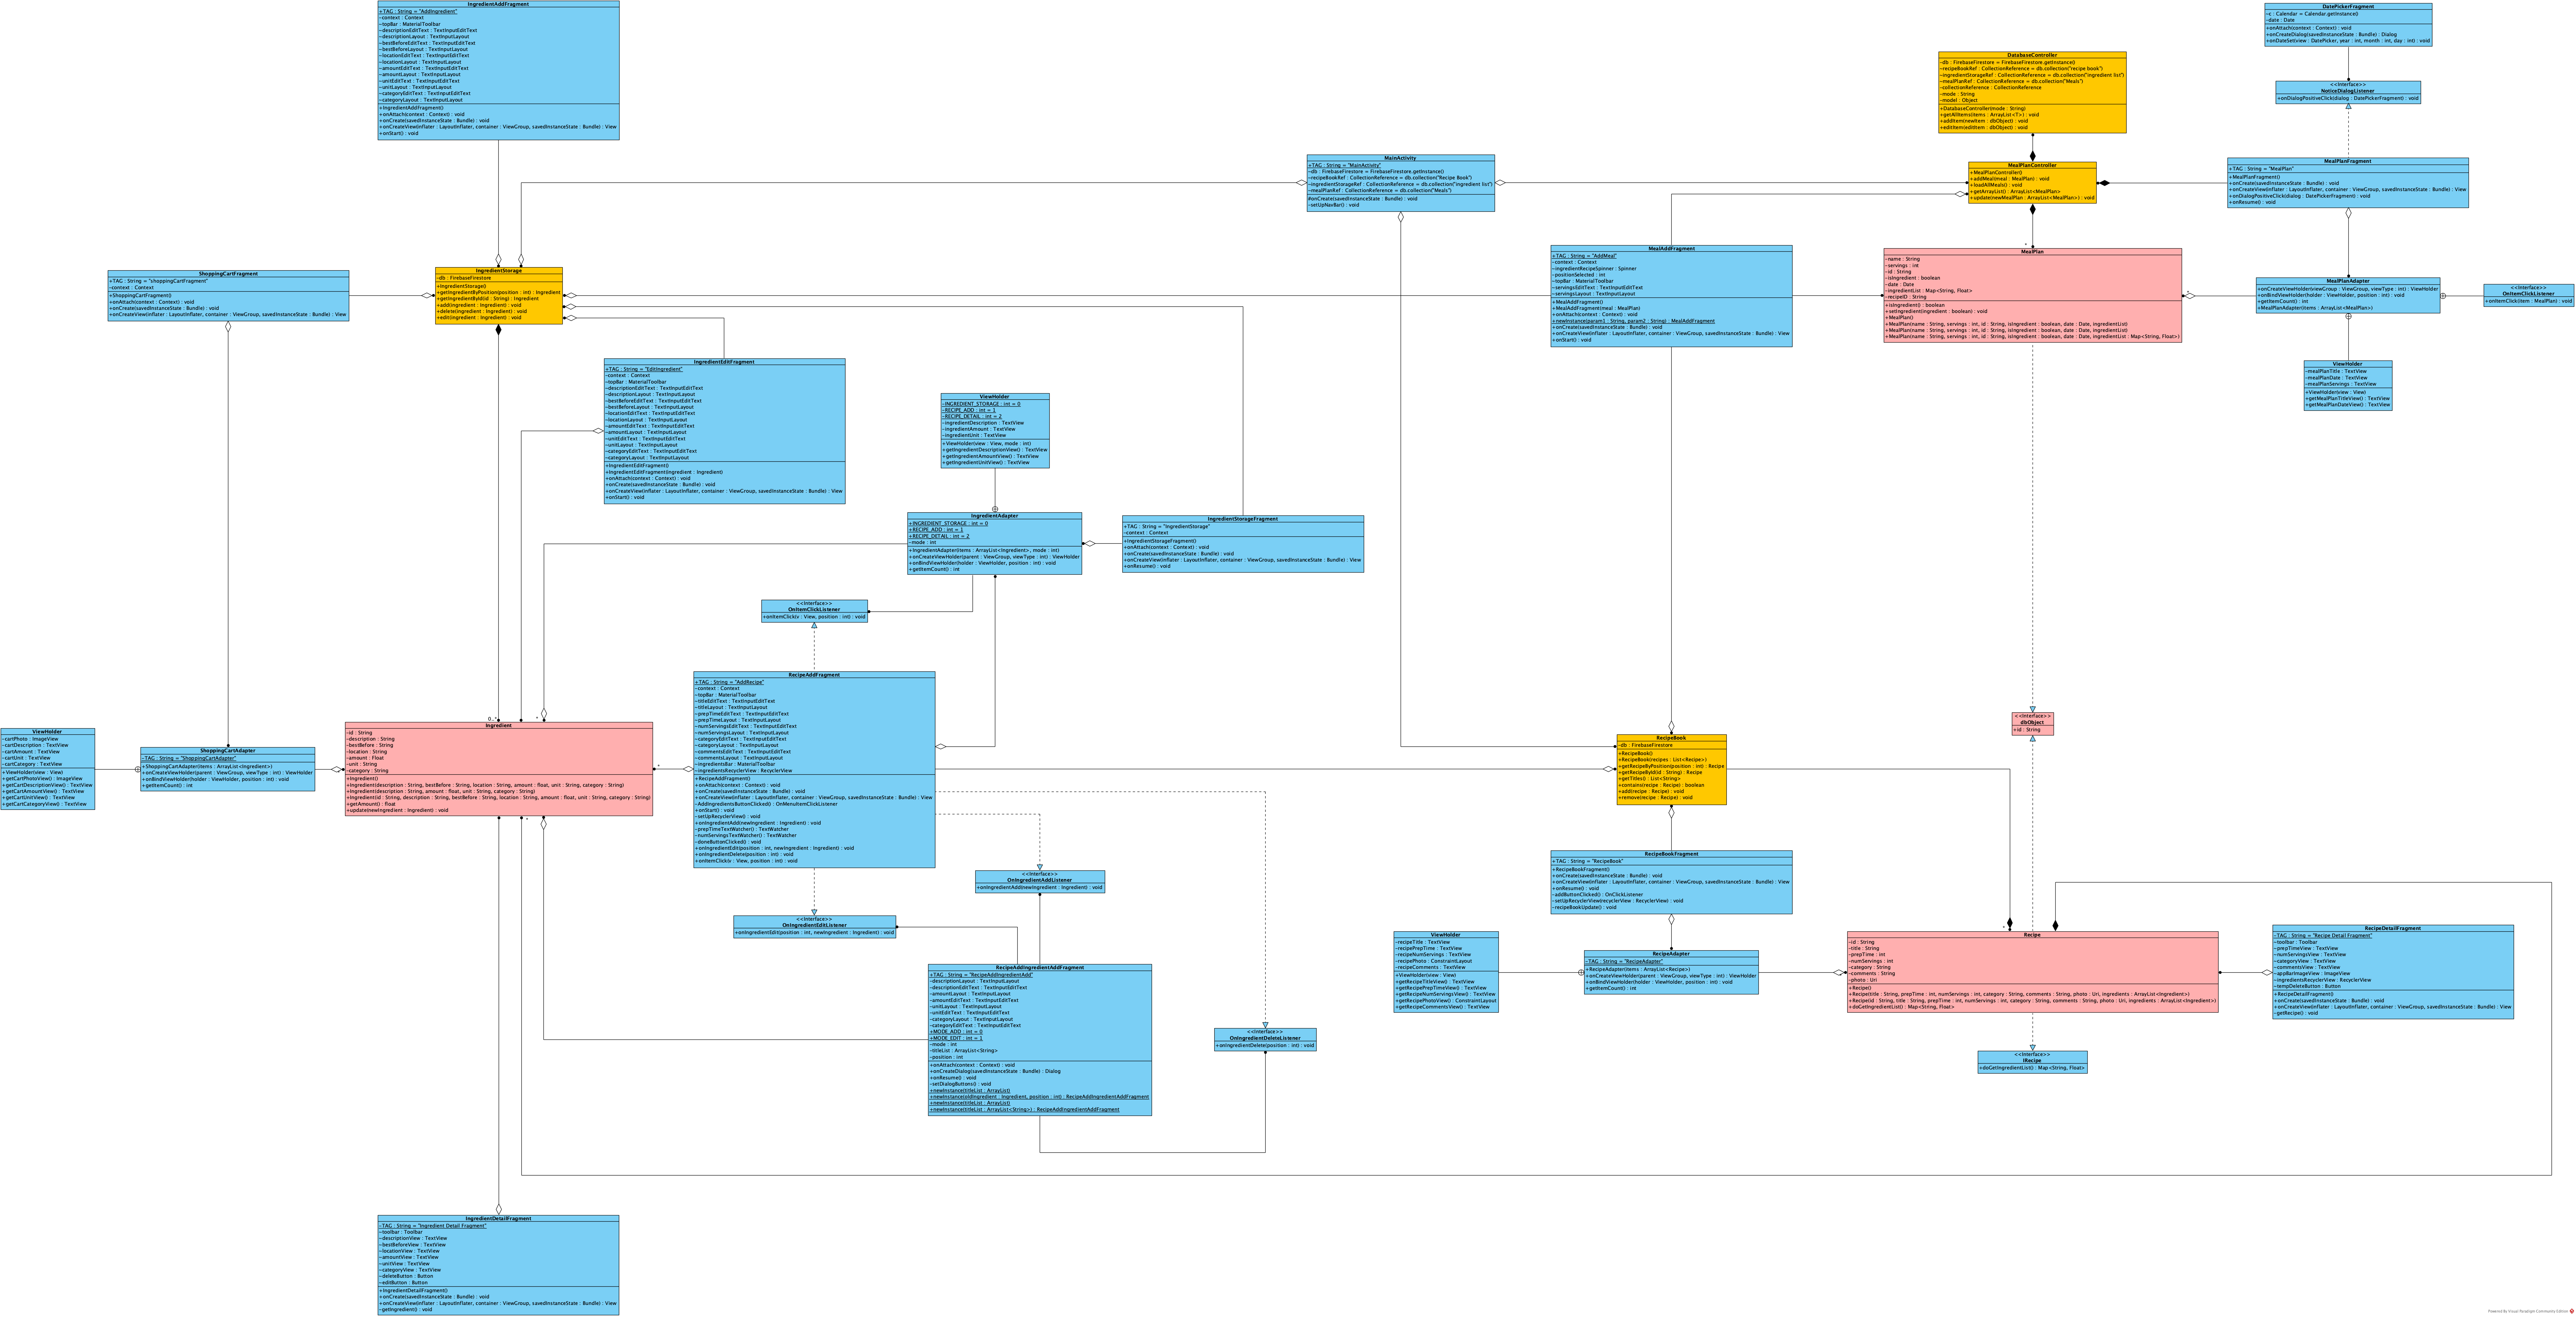 IngredientAddFragment
+TAG : String = "AddIngredient"
-context : Context
-topBar : MaterialToolbar
-descriptionEditText : TextInputEditText
-descriptionLayout : TextInputLayout
-bestBeforeEditText : TextInputEditText
-bestBeforeLayout : TextInputLayout
-locationEditText : TextInputEditText
-locationLayout : TextInputLayout
-amountEditText : TextInputEditText
-amountLayout : TextInputLayout
-unitEditText : TextInputEditText
-unitLayout : TextInputLayout
-categoryEditText : TextInputEditText
-categoryLayout : TextInputLayout
+IngredientAddFragment()
+onAttach(context : Context) : void
+onCreate(savedInstanceState : Bundle) : void
+onCreateView(inflater : LayoutInflater, container : ViewGroup, savedInstanceState : Bundle) : View
+onStart() : void
DatePickerFragment
-c : Calendar = Calendar.getInstance()
-date : Date
+onAttach(context : Context) : void
+onCreateDialog(savedInstanceState : Bundle) : Dialog
+onDateSet(view : DatePicker, year : int, month : int, day : int) : void
<<Interface>>
NoticeDialogListener
+onDialogPositiveClick(dialog : DatePickerFragment) : void
DatabaseController
-db : FirebaseFirestore = FirebaseFirestore.getInstance()
-recipeBookRef : CollectionReference = db.collection("recipe book")
-ingredientStorageRef : CollectionReference = db.collection("ingredient list")
-mealPlanRef : CollectionReference = db.collection("Meals")
-collectionReference : CollectionReference
-mode : String
-model : Object
+DatabaseController(mode : String)
+getAllItems(items : ArrayList<T>) : void
+addItem(newItem : dbObject) : void
+editItem(editItem : dbObject) : void
MainActivity
+TAG : String = "MainActivity"
-db : FirebaseFirestore = FirebaseFirestore.getInstance()
-recipeBookRef : CollectionReference = db.collection("Recipe Book")
-ingredientStorageRef : CollectionReference = db.collection("ingredient list")
-mealPlanRef : CollectionReference = db.collection("Meals")
#onCreate(savedInstanceState : Bundle) : void
-setUpNavBar() : void
MealPlanController
+MealPlanController()
+addMeal(meal : MealPlan) : void
+loadAllMeals() : void
+getArrayList() : ArrayList<MealPlan>
+update(newMealPlan : ArrayList<MealPlan>) : void
MealPlanFragment
+TAG : String = "MealPlan"
+MealPlanFragment()
+onCreate(savedInstanceState : Bundle) : void
+onCreateView(inflater : LayoutInflater, container : ViewGroup, savedInstanceState : Bundle) : View
+onDialogPositiveClick(dialog : DatePickerFragment) : void
+onResume() : void
MealAddFragment
+TAG : String = "AddMeal"
-context : Context
-ingredientRecipeSpinner : Spinner
-positionSelected : int
-topBar : MaterialToolbar
-servingsEditText : TextInputEditText
-servingsLayout : TextInputLayout
+MealAddFragment()
+MealAddFragment(meal : MealPlan)
+onAttach(context : Context) : void
+newInstance(param1 : String, param2 : String) : MealAddFragment
+onCreate(savedInstanceState : Bundle) : void
+onCreateView(inflater : LayoutInflater, container : ViewGroup, savedInstanceState : Bundle) : View
+onStart() : void
*
MealPlan
-name : String
-servings : int
-id : String
-isIngredient : boolean
-date : Date
-ingredientList : Map<String, Float>
-recipeID : String
+isIngredient() : boolean
+setIngredient(ingredient : boolean) : void
+MealPlan()
+MealPlan(name : String, servings : int, id : String, isIngredient : boolean, date : Date, ingredientList)
+MealPlan(name : String, servings : int, id : String, isIngredient : boolean, date : Date, ingredientList)
+MealPlan(name : String, servings : int, id : String, isIngredient : boolean, date : Date, ingredientList : Map<String, Float>)
*
MealPlanAdapter
+onCreateViewHolder(viewGroup : ViewGroup, viewType : int) : ViewHolder
+onBindViewHolder(holder : ViewHolder, position : int) : void
+getItemCount() : int
+MealPlanAdapter(items : ArrayList<MealPlan>)
<<Interface>>
OnItemClickListener
+onItemClick(item : MealPlan) : void
ViewHolder
-mealPlanTitle : TextView
-mealPlanDate : TextView
-mealPlanServings : TextView
+ViewHolder(view : View)
+getMealPlanTitleView() : TextView
+getMealPlanDateView() : TextView
ShoppingCartFragment
+TAG : String = "shoppingCartFragment"
-context : Context
+ShoppingCartFragment()
+onAttach(context : Context) : void
+onCreate(savedInstanceState : Bundle) : void
+onCreateView(inflater : LayoutInflater, container : ViewGroup, savedInstanceState : Bundle) : View
IngredientStorage
-db : FirebaseFirestore
+IngredientStorage()
+getIngredientByPosition(position : int) : Ingredient
+getIngredientById(id : String) : Ingredient
+add(ingredient : Ingredient) : void
+delete(ingredient : Ingredient) : void
+edit(ingredient : Ingredient) : void
IngredientEditFragment
+TAG : String = "EditIngredient"
-context : Context
-topBar : MaterialToolbar
-descriptionEditText : TextInputEditText
-descriptionLayout : TextInputLayout
-bestBeforeEditText : TextInputEditText
-bestBeforeLayout : TextInputLayout
-locationEditText : TextInputEditText
-locationLayout : TextInputLayout
-amountEditText : TextInputEditText
-amountLayout : TextInputLayout
-unitEditText : TextInputEditText
-unitLayout : TextInputLayout
-categoryEditText : TextInputEditText
-categoryLayout : TextInputLayout
+IngredientEditFragment()
+IngredientEditFragment(ingredient : Ingredient)
+onAttach(context : Context) : void
+onCreate(savedInstanceState : Bundle) : void
+onCreateView(inflater : LayoutInflater, container : ViewGroup, savedInstanceState : Bundle) : View
+onStart() : void
ViewHolder
-INGREDIENT_STORAGE : int = 0
-RECIPE_ADD : int = 1
-RECIPE_DETAIL : int = 2
-ingredientDescription : TextView
-ingredientAmount : TextView
-ingredientUnit : TextView
+ViewHolder(view : View, mode : int)
+getIngredientDescriptionView() : TextView
+getIngredientAmountView() : TextView
+getIngredientUnitView() : TextView
IngredientAdapter
+INGREDIENT_STORAGE : int = 0
+RECIPE_ADD : int = 1
+RECIPE_DETAIL : int = 2
-mode : int
+IngredientAdapter(items : ArrayList<Ingredient>, mode : int)
+onCreateViewHolder(parent : ViewGroup, viewType : int) : ViewHolder
+onBindViewHolder(holder : ViewHolder, position : int) : void
+getItemCount() : int
IngredientStorageFragment
+TAG : String = "IngredientStorage"
-context : Context
+IngredientStorageFragment()
+onAttach(context : Context) : void
+onCreate(savedInstanceState : Bundle) : void
+onCreateView(inflater : LayoutInflater, container : ViewGroup, savedInstanceState : Bundle) : View
+onResume() : void
<<Interface>>
OnItemClickListener
+onItemClick(v : View, position : int) : void
RecipeAddFragment
+TAG : String = "AddRecipe"
-context : Context
-topBar : MaterialToolbar
-titleEditText : TextInputEditText
-titleLayout : TextInputLayout
-prepTimeEditText : TextInputEditText
-prepTimeLayout : TextInputLayout
-numServingsEditText : TextInputEditText
-numServingsLayout : TextInputLayout
-categoryEditText : TextInputEditText
-categoryLayout : TextInputLayout
-commentsEditText : TextInputEditText
-commentsLayout : TextInputLayout
-ingredientsBar : MaterialToolbar
-ingredientsRecyclerView : RecyclerView
+RecipeAddFragment()
+onAttach(context : Context) : void
+onCreate(savedInstanceState : Bundle) : void
+onCreateView(inflater : LayoutInflater, container : ViewGroup, savedInstanceState : Bundle) : View
-AddIngredientsButtonClicked() : OnMenuItemClickListener
+onStart() : void
-setUpRecyclerView() : void
+onIngredientAdd(newIngredient : Ingredient) : void
-prepTimeTextWatcher() : TextWatcher
-numServingsTextWatcher() : TextWatcher
-doneButtonClicked() : void
+onIngredientEdit(position : int, newIngredient : Ingredient) : void
+onIngredientDelete(position : int) : void
+onItemClick(v : View, position : int) : void
0..*
*
*
Ingredient
-id : String
-description : String
-bestBefore : String
-location : String
-amount : Float
-unit : String
-category : String
+Ingredient()
+Ingredient(description : String, bestBefore : String, location : String, amount : float, unit : String, category : String)
+Ingredient(description : String, amount : float, unit : String, category : String)
+Ingredient(id : String, description : String, bestBefore : String, location : String, amount : float, unit : String, category : String)
+getAmount() : float
+update(newIngredient : Ingredient) : void
*
ViewHolder
-cartPhoto : ImageView
-cartDescription : TextView
-cartAmount : TextView
-cartUnit : TextView
-cartCategory : TextView
+ViewHolder(view : View)
+getCartPhotoView() : ImageView
+getCartDescriptionView() : TextView
+getCartAmountView() : TextView
+getCartUnitView() : TextView
+getCartCategoryView() : TextView
ShoppingCartAdapter
-TAG : String = "ShoppingCartAdapter"
+ShoppingCartAdapter(items : ArrayList<Ingredient>)
+onCreateViewHolder(parent : ViewGroup, viewType : int) : ViewHolder
+onBindViewHolder(holder : ViewHolder, position : int) : void
+getItemCount() : int
<<Interface>>
dbObject
+id : String
RecipeBook
-db : FirebaseFirestore
+RecipeBook()
+RecipeBook(recipes : List<Recipe>)
+getRecipeByPosition(position : int) : Recipe
+getRecipeById(id : String) : Recipe
+getTitles() : List<String>
+contains(recipe : Recipe) : boolean
+add(recipe : Recipe) : void
+remove(recipe : Recipe) : void
<<Interface>>
OnIngredientAddListener
+onIngredientAdd(newIngredient : Ingredient) : void
<<Interface>>
OnIngredientEditListener
+onIngredientEdit(position : int, newIngredient : Ingredient) : void
RecipeBookFragment
+TAG : String = "RecipeBook"
+RecipeBookFragment()
+onCreate(savedInstanceState : Bundle) : void
+onCreateView(inflater : LayoutInflater, container : ViewGroup, savedInstanceState : Bundle) : View
+onResume() : void
-addButtonClicked() : OnClickListener
-setUpRecyclerView(recyclerView : RecyclerView) : void
-recipeBookUpdate() : void
ViewHolder
-recipeTitle : TextView
-recipePrepTime : TextView
-recipeNumServings : TextView
-recipePhoto : ConstraintLayout
-recipeComments : TextView
+ViewHolder(view : View)
+getRecipeTitleView() : TextView
+getRecipePrepTimeView() : TextView
+getRecipeNumServingsView() : TextView
+getRecipePhotoView() : ConstraintLayout
+getRecipeCommentsView() : TextView
RecipeAdapter
-TAG : String = "RecipeAdapter"
+RecipeAdapter(items : ArrayList<Recipe>)
+onCreateViewHolder(parent : ViewGroup, viewType : int) : ViewHolder
+onBindViewHolder(holder : ViewHolder, position : int) : void
+getItemCount() : int
*
Recipe
-id : String
-title : String
-prepTime : int
-numServings : int
-category : String
-comments : String
-photo : Uri
+Recipe()
+Recipe(title : String, prepTime : int, numServings : int, category : String, comments : String, photo : Uri, ingredients : ArrayList<Ingredient>)
+Recipe(id : String, title : String, prepTime : int, numServings : int, category : String, comments : String, photo : Uri, ingredients : ArrayList<Ingredient>)
+doGetIngredientList() : Map<String, Float>
RecipeDetailFragment
-TAG : String = "Recipe Detail Fragment"
-toolbar : Toolbar
-prepTimeView : TextView
-numServingsView : TextView
-categoryView : TextView
-commentsView : TextView
-appBarImageView : ImageView
-ingredientsRecyclerView : RecyclerView
-tempDeleteButton : Button
+RecipeDetailFragment()
+onCreate(savedInstanceState : Bundle) : void
+onCreateView(inflater : LayoutInflater, container : ViewGroup, savedInstanceState : Bundle) : View
-getRecipe() : void
RecipeAddIngredientAddFragment
+TAG : String = "RecipeAddIngredientAdd"
-descriptionLayout : TextInputLayout
-descriptionEditText : TextInputEditText
-amountLayout : TextInputLayout
-amountEditText : TextInputEditText
-unitLayout : TextInputLayout
-unitEditText : TextInputEditText
-categoryLayout : TextInputLayout
-categoryEditText : TextInputEditText
+MODE_ADD : int = 0
+MODE_EDIT : int = 1
-mode : int
-titleList : ArrayList<String>
-position : int
+onAttach(context : Context) : void
+onCreateDialog(savedInstanceState : Bundle) : Dialog
+onResume() : void
-setDialogButtons() : void
+newInstance(titleList : ArrayList)
+newInstance(oldIngredient : Ingredient, position : int) : RecipeAddIngredientAddFragment
+newInstance(titleList : ArrayList)
+newInstance(titleList : ArrayList<String>) : RecipeAddIngredientAddFragment
<<Interface>>
OnIngredientDeleteListener
+onIngredientDelete(position : int) : void
<<Interface>>
IRecipe
+doGetIngredientList() : Map<String, Float>
IngredientDetailFragment
-TAG : String = "Ingredient Detail Fragment"
-toolbar : Toolbar
-descriptionView : TextView
-bestBeforeView : TextView
-locationView : TextView
-amountView : TextView
-unitView : TextView
-categoryView : TextView
-deleteButton : Button
-editButton : Button
+IngredientDetailFragment()
+onCreate(savedInstanceState : Bundle) : void
+onCreateView(inflater : LayoutInflater, container : ViewGroup, savedInstanceState : Bundle) : View
-getIngredient() : void
Powered By Visual Paradigm Community Edition